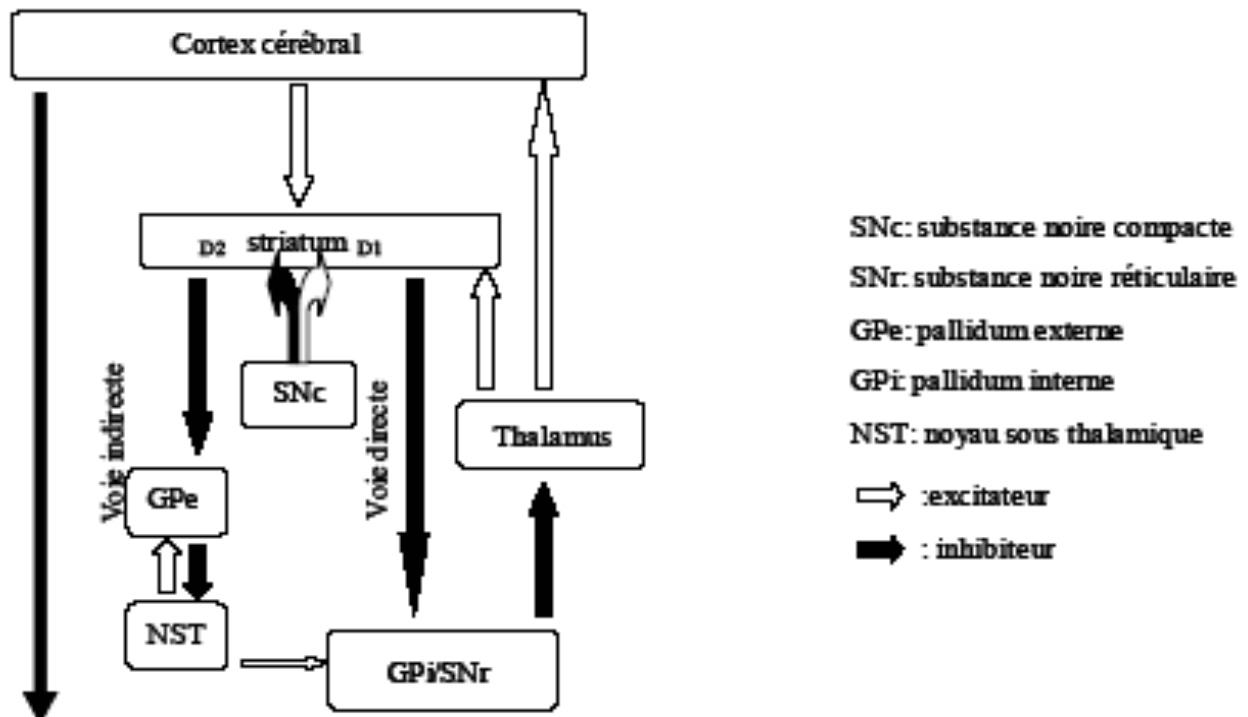 Cortex cérébral
D2 striatum D1
SNc
Voie indirecte
Voie directe
Thalamus
GPe
NST
GPi/SNr
SNc: substance noire compacte
SNr: substance noire réticulaire
GPe: pallidum externe
GPi: pallidum interne
NST: noyau sous thalamique
:excitateur
: inhibiteur